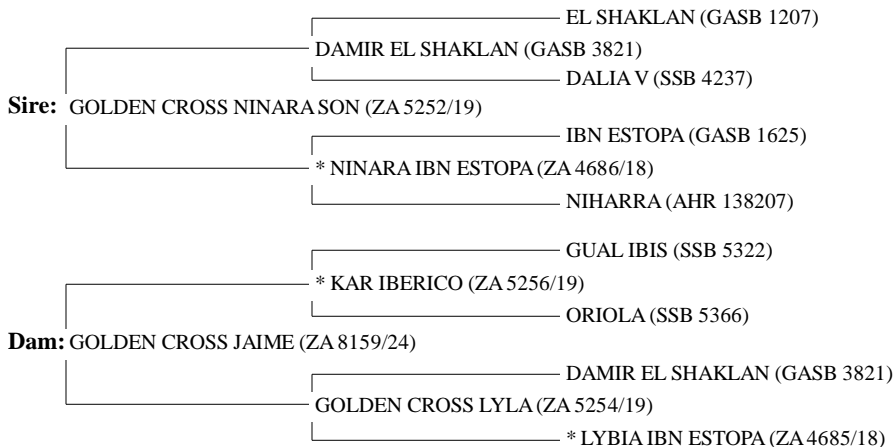 EL SHAKLAN (GASB 1207)
DAMIR EL SHAKLAN (GASB 3821)
DALIA V (SSB 4237)
Sire: GOLDEN CROSS NINARA SON (ZA 5252/19)
IBN ESTOPA (GASB 1625)
* NINARA IBN ESTOPA (ZA 4686/18)
NIHARRA (AHR 138207)
GUAL IBIS (SSB 5322)
* KAR IBERICO (ZA 5256/19)
ORIOLA (SSB 5366)
Dam: GOLDEN CROSS JAIME (ZA 8159/24)
DAMIR EL SHAKLAN (GASB 3821)
GOLDEN CROSS LYLA (ZA 5254/19)
* LYBIA IBN ESTOPA (ZA 4685/18)